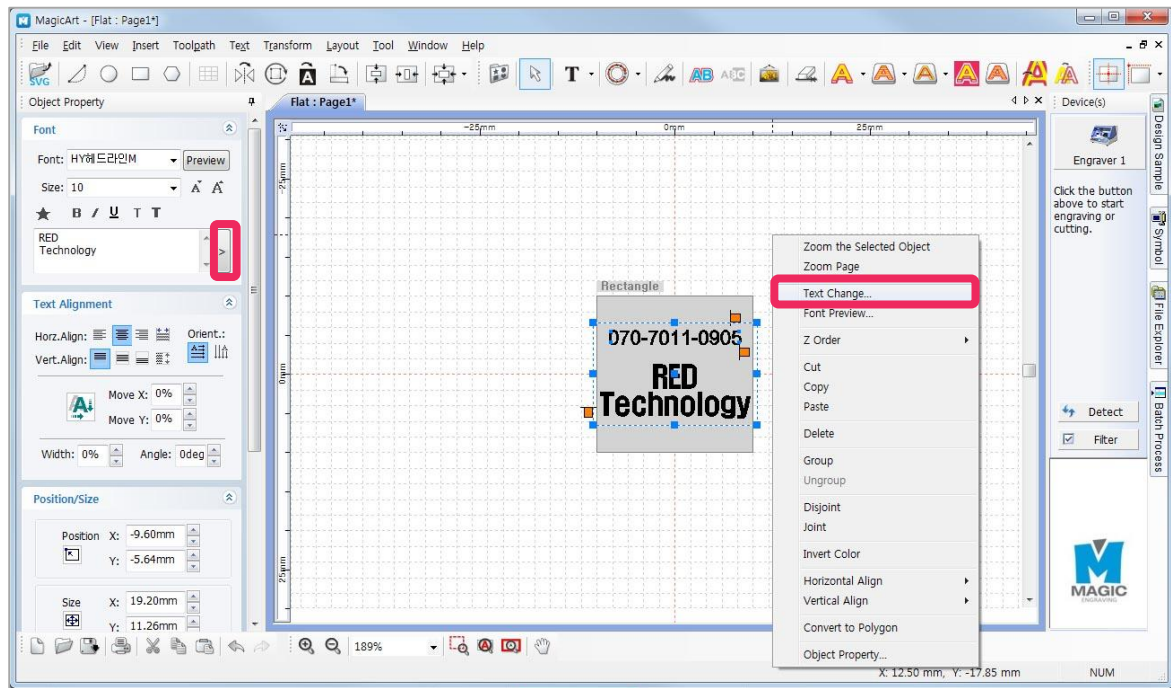 MagicArt - [Flat : Page1*]
File Edit View Insert Toolpath Text Transform Layout Tool Window Help
SVG
Object Property
Font
Font: HY헤드라인M Preview
Size: 10
B / U T T
RED
Technology
>
Text Alignment
Horz.Align: Orient.:
Vert.Align:
Move X: 0%
Move Y: 0%
Width: 0% Angle: 0deg
Position/Size
Position X: -9.60mm
Y: -5.64mm
Size X: 19.20mm
Y: 11.26mm
Flat : Page1*
-25mm 0mm 25mm
-25mm
0mm
25mm
Rectangle
070-7011-0905
RED
Technology
Zoom the Selected Object
Zoom Page
Text Change...
Font Preview...
Z Order
Cut
Copy
Paste
Delete
Group
Ungroup
Disjoint
Joint
Invert Color
Horizontal Align
Vertical Align
Convert to Polygon
Object Property...
Device(s)
Engraver 1
Click the button
above to start
engraving or
cutting.
Detect
Filter
MAGIC
ENGRAVING
Design Sample
Symbol
File Explorer
Batch Process
189%
X: 12.50 mm, Y: -17.85 mm NUM